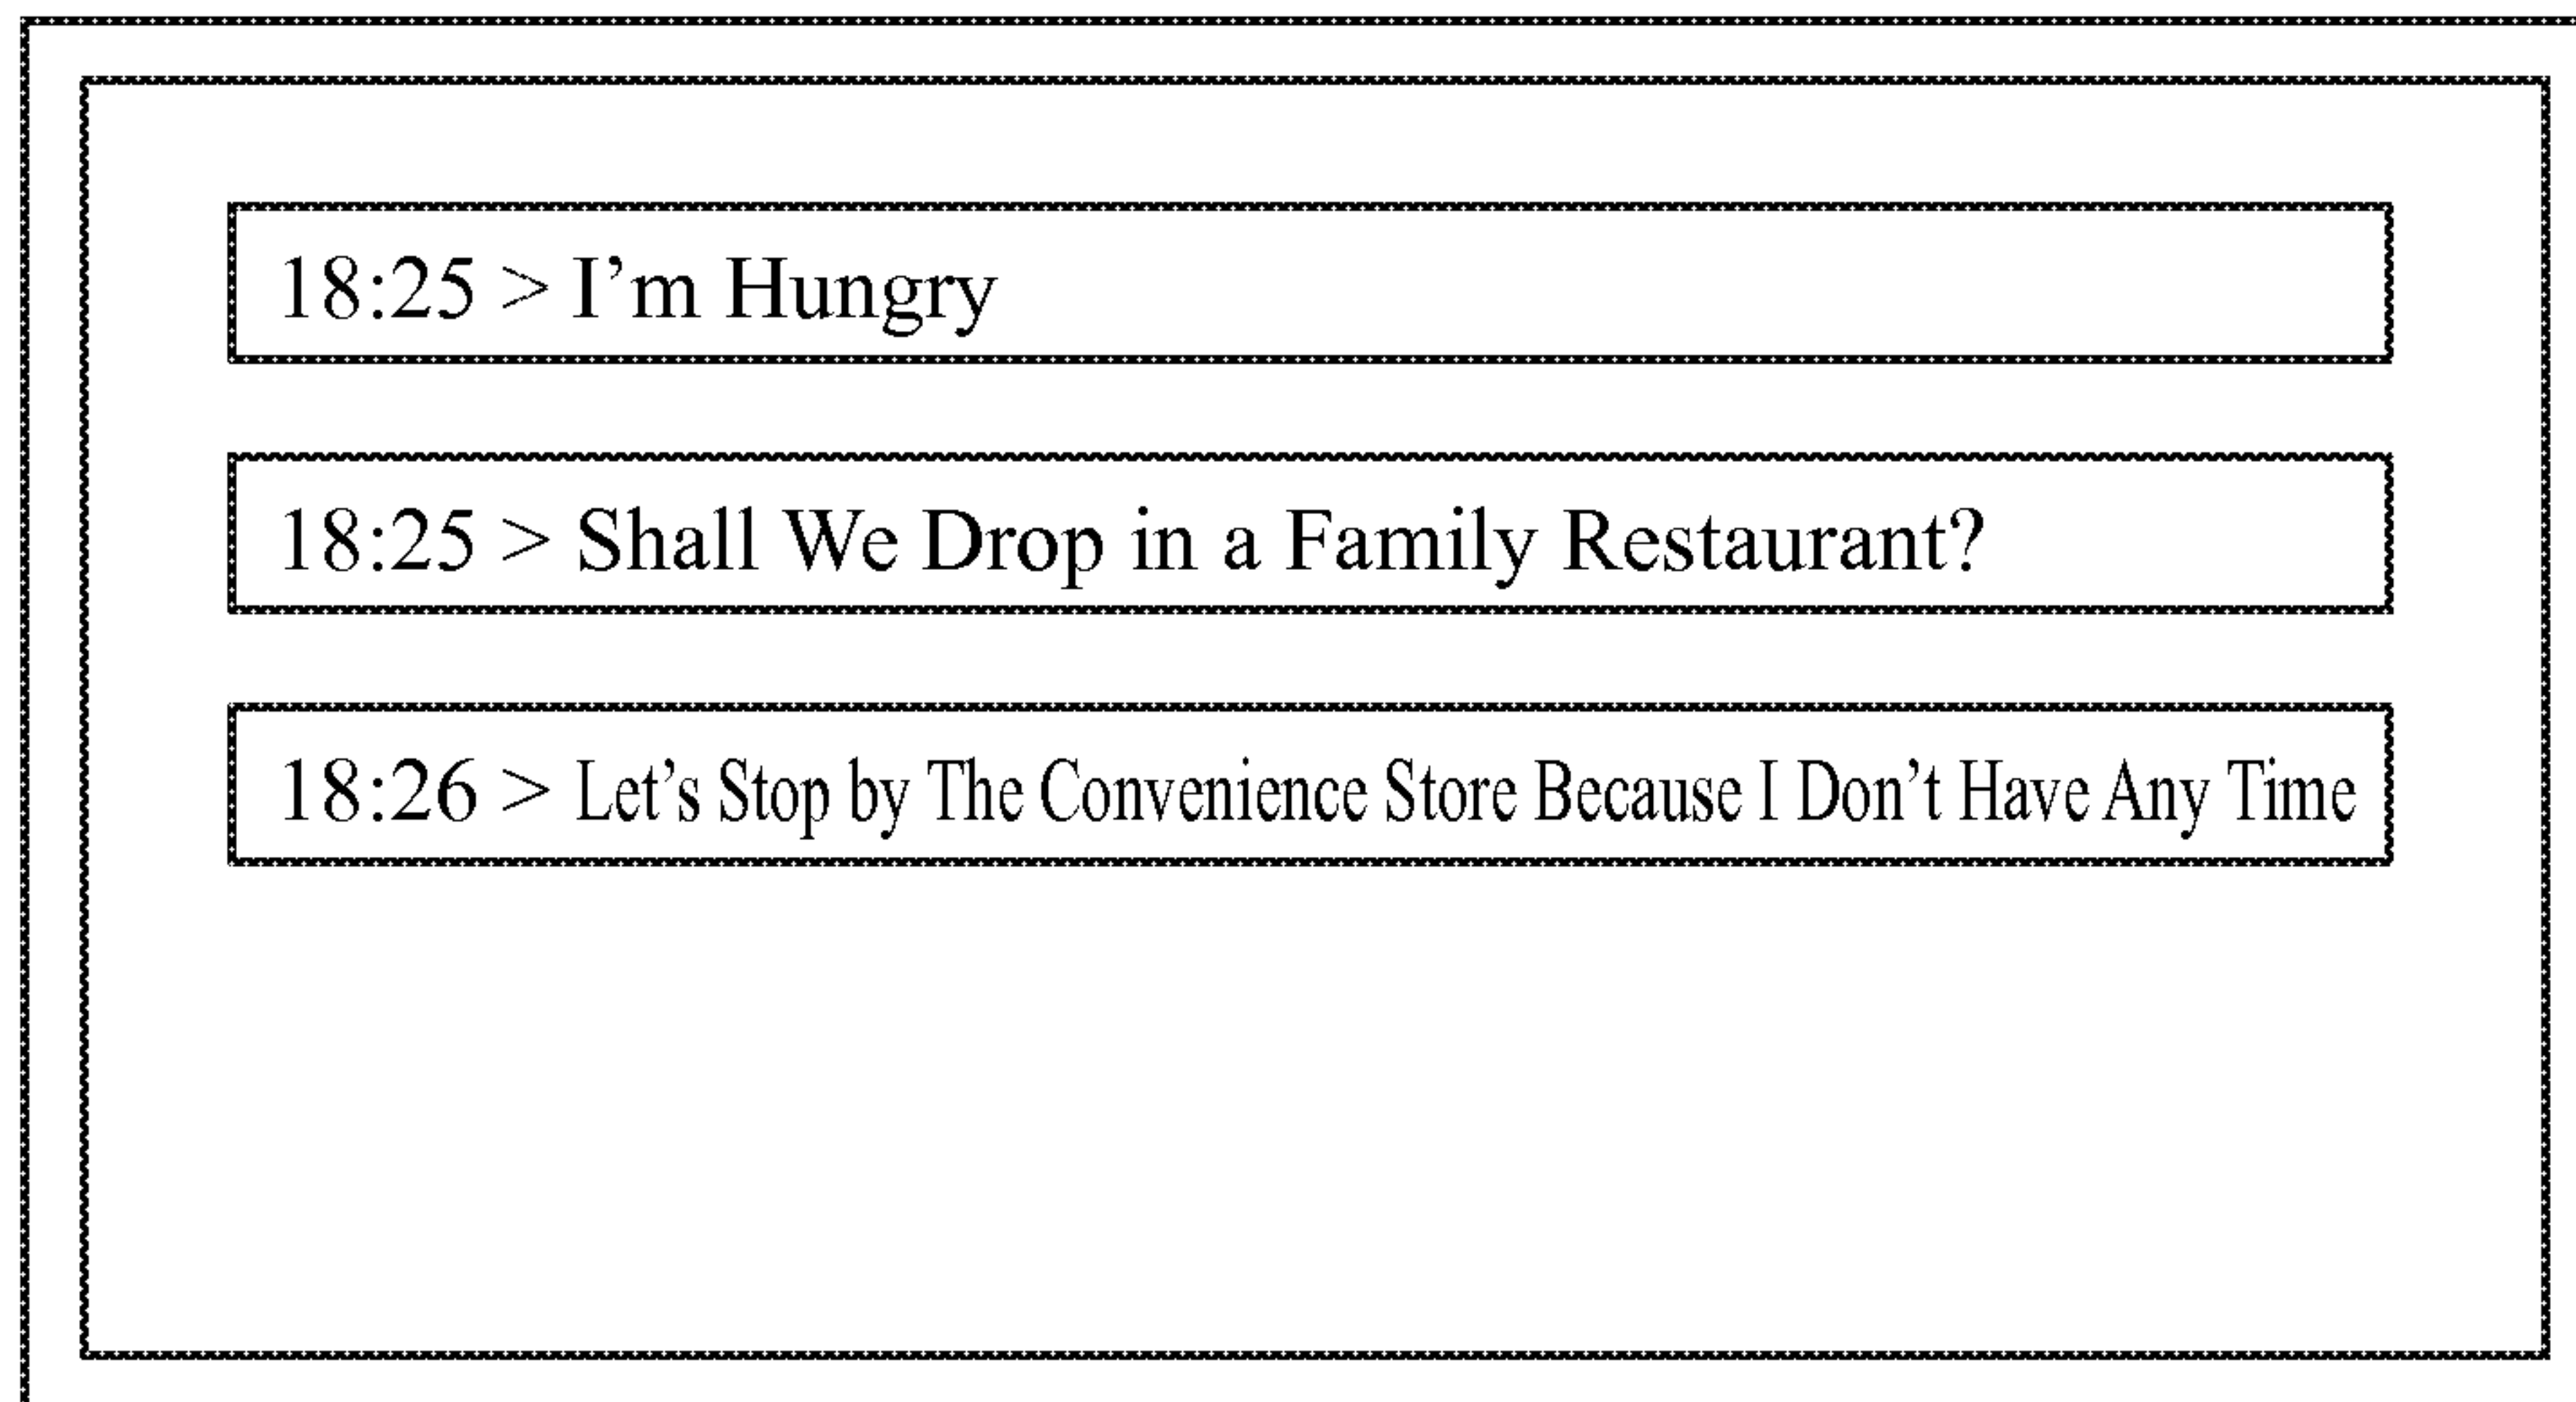 18:25 > I’m Hungry
18:25 > Shall We Drop in a Family Restaurant?
18:26 > Let’s Stop by The Convenience Store Because I Don’t Have Any Time